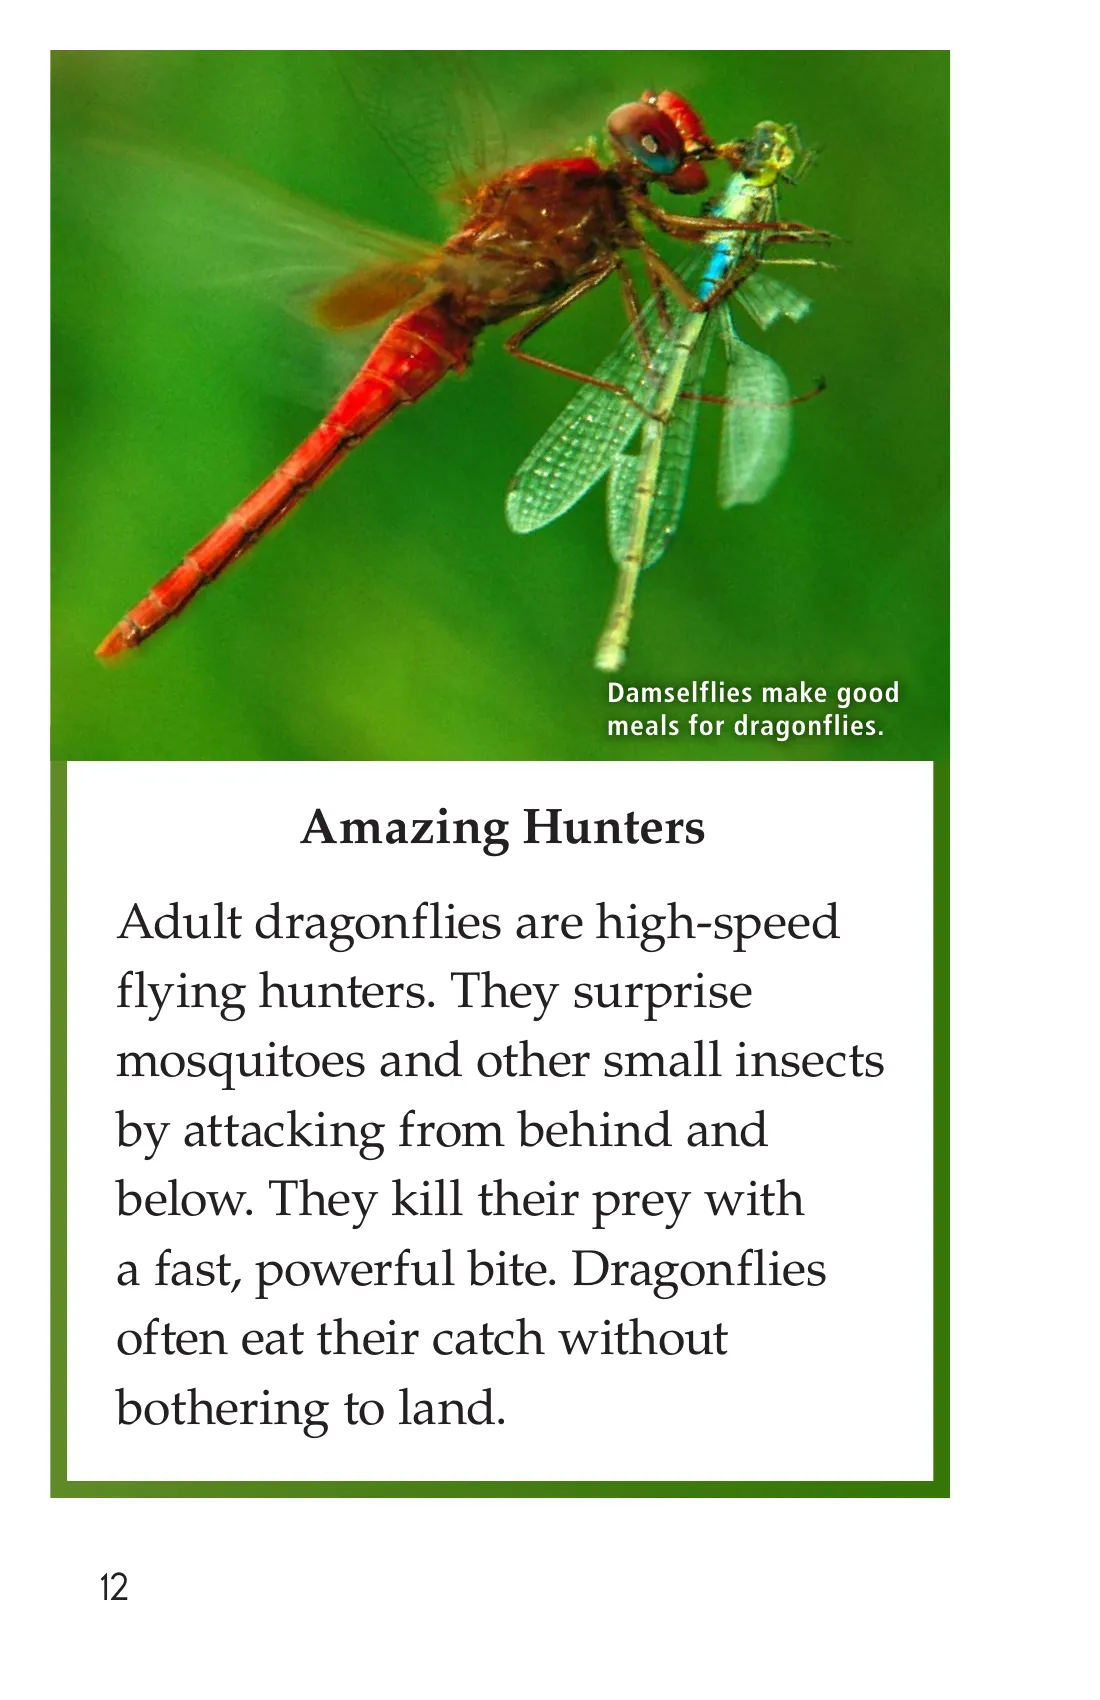 Damselflies make good
meals for dragonflies.
Amazing Hunters
Adult dragonflies are high-speed
flying hunters. They surprise
mosquitoes and other small insects
by attacking from behind and
below. They kill their prey with
a fast, powerful bite. Dragonflies
often eat their catch without
bothering to land.
12